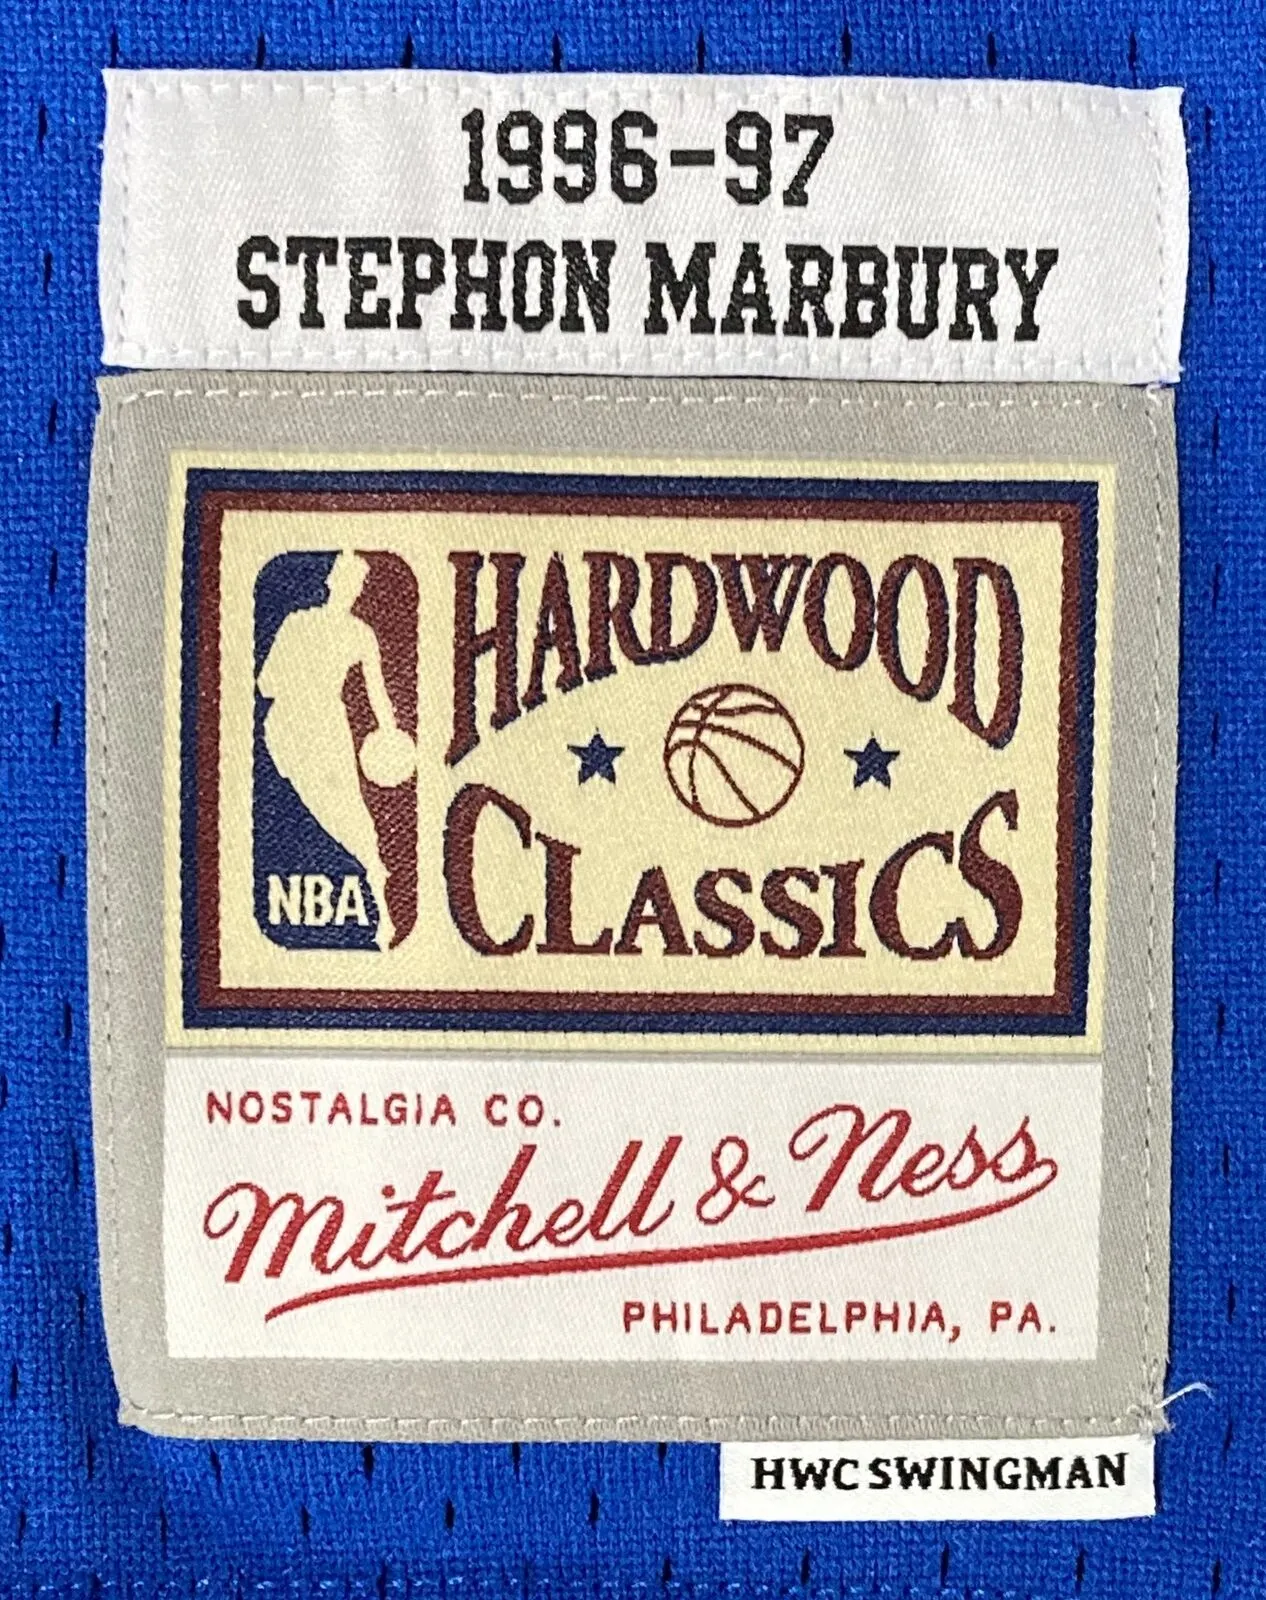 1996-97
STEPHON MARBURY
HARDWOOD
CLASSICS
NBA
NOSTALGIA CO.
Mitchell & Ness
PHILADELPHIA, PA.
HWC SWINGMAN